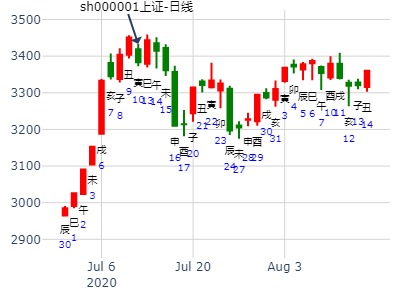 sh000001上证-日线
3500
3400
3300
3200
3100
3000
2900
辰
30
巳
1
午
2
未
3
戌
6
亥
7
子
8
丑
9
寅
10
巳
13
午
14
未
15
申
16
酉
17
子
20
丑
21
寅
22
卯
23
辰
24
未
27
申
28
酉
29
戌
30
亥
31
寅
3
卯
4
辰
5
巳
6
午
7
酉
10
戌
11
亥
12
子
13
丑
14
Jul 6
2020
Jul 20
Aug 3